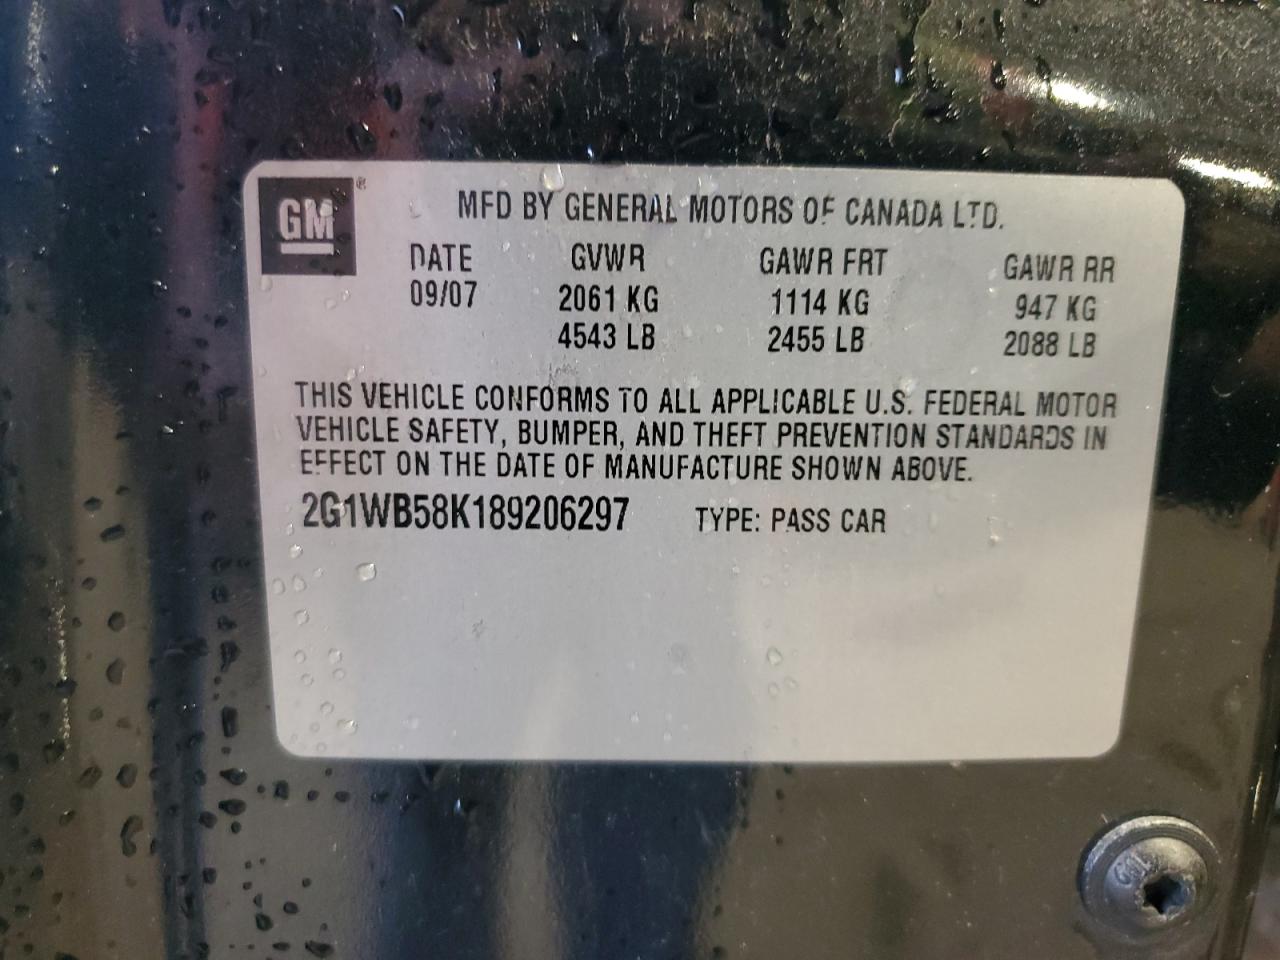 GM ®
MFD BY GENERAL MOTORS OF CANADA LTD.
DATE GVWR GAWR FRT GAWR RR
09/07 2061 KG 1114 KG 947 KG
4543 LB 2455 LB 2088 LB
THIS VEHICLE CONFORMS TO ALL APPLICABLE U.S. FEDERAL MOTOR
VEHICLE SAFETY, BUMPER, AND THEFT PREVENTION STANDARDS IN
EFFECT ON THE DATE OF MANUFACTURE SHOWN ABOVE.
2G1WB58K189206297 TYPE: PASS CAR